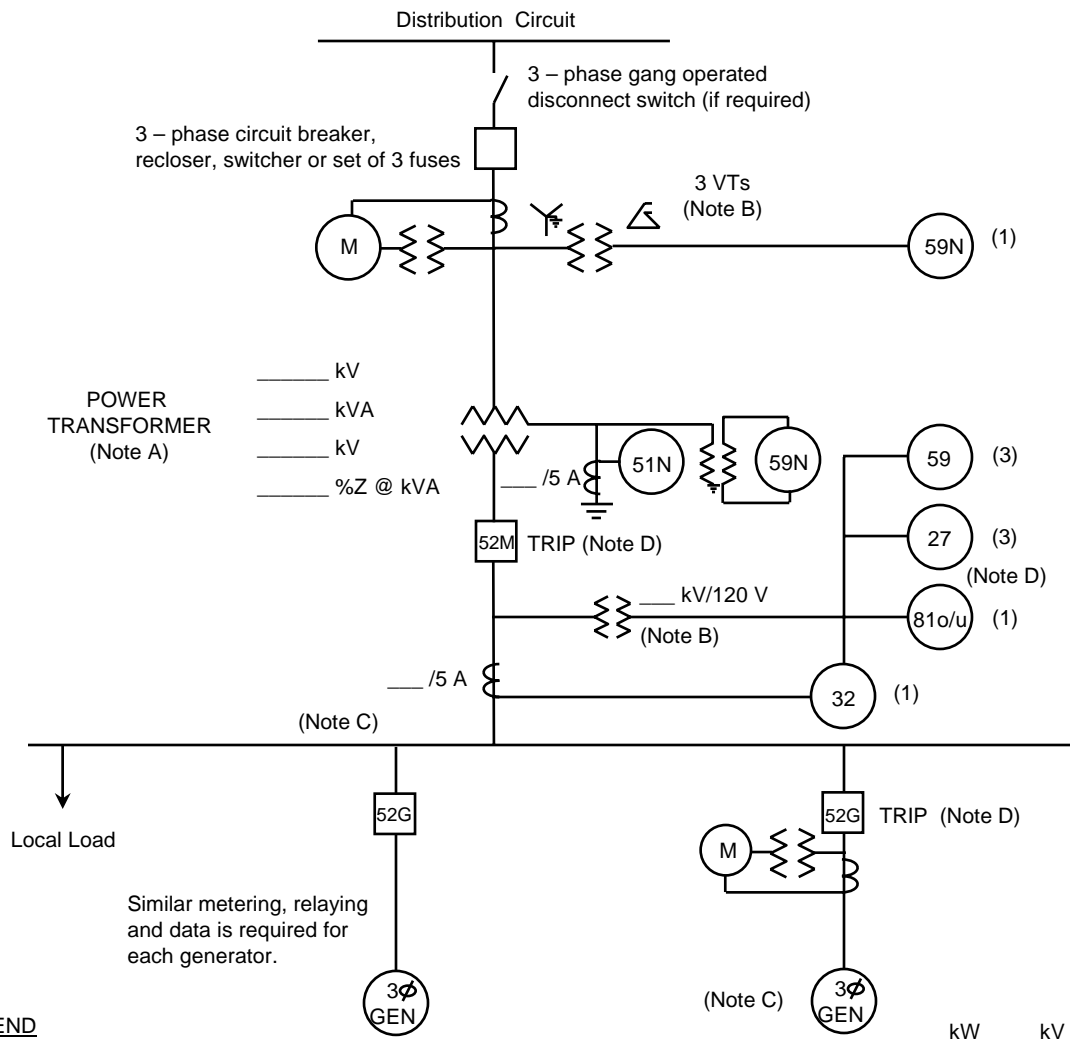 Distribution Circuit
3 – phase gang operated
disconnect switch (if required)
3 – phase circuit breaker,
recloser, switcher or set of 3 fuses
3 VTs
(Note B)
M
59N
(1)
POWER
TRANSFORMER
(Note A)
______ kV
______ kVA
______ kV
______ %Z @ kVA
___ /5 A
51N
59N
59
(3)
27
(3)
(Note D)
52M
TRIP (Note D)
___ kV/120 V
(Note B)
81o/u
(1)
___ /5 A
32
(1)
(Note C)
Local Load
52G
52G
TRIP (Note D)
M
Similar metering, relaying
and data is required for
each generator.
3ϕ
GEN
(Note C)
3ϕ
GEN
END
kW kV